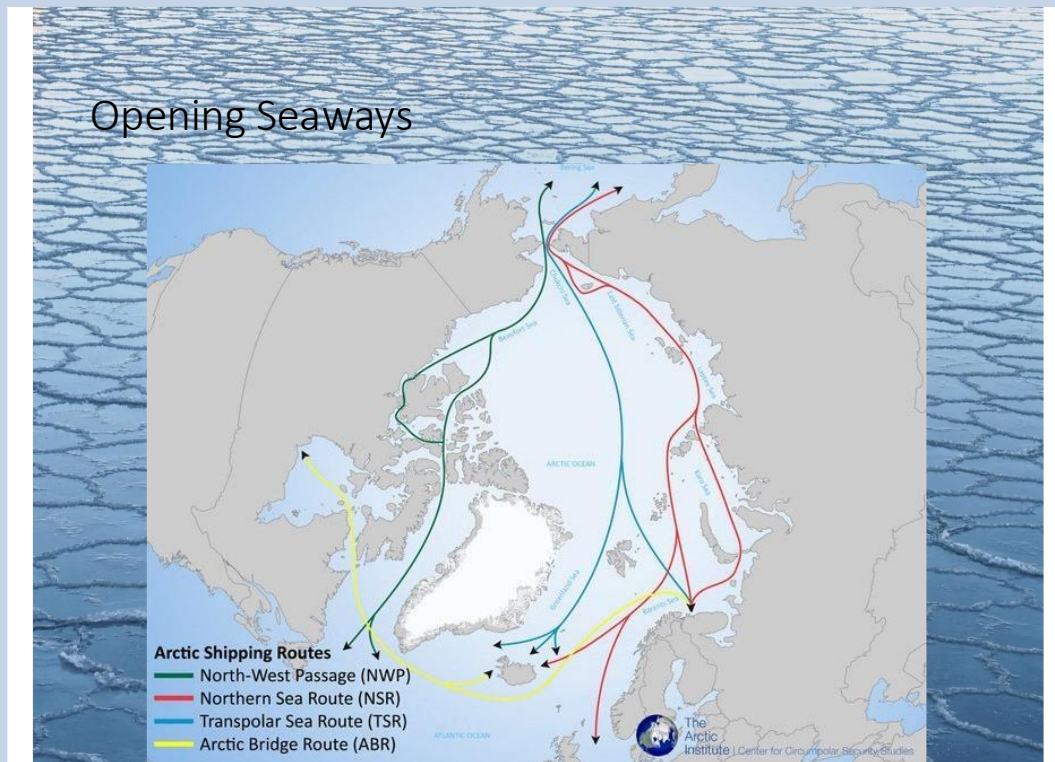 Opening Seaways
Bering Sea
Chukchi Sea
East Siberian Sea
Beaufort Sea
Laptev Sea
ARCTIC OCEAN
Kara Sea
Greenland Sea
Barents Sea
Arctic Shipping Routes
North-West Passage (NWP)
Northern Sea Route (NSR)
Transpolar Sea Route (TSR)
Arctic Bridge Route (ABR)
ATLANTIC OCEAN
The
Arctic
Institute | Center for Circumpolar Security Studies